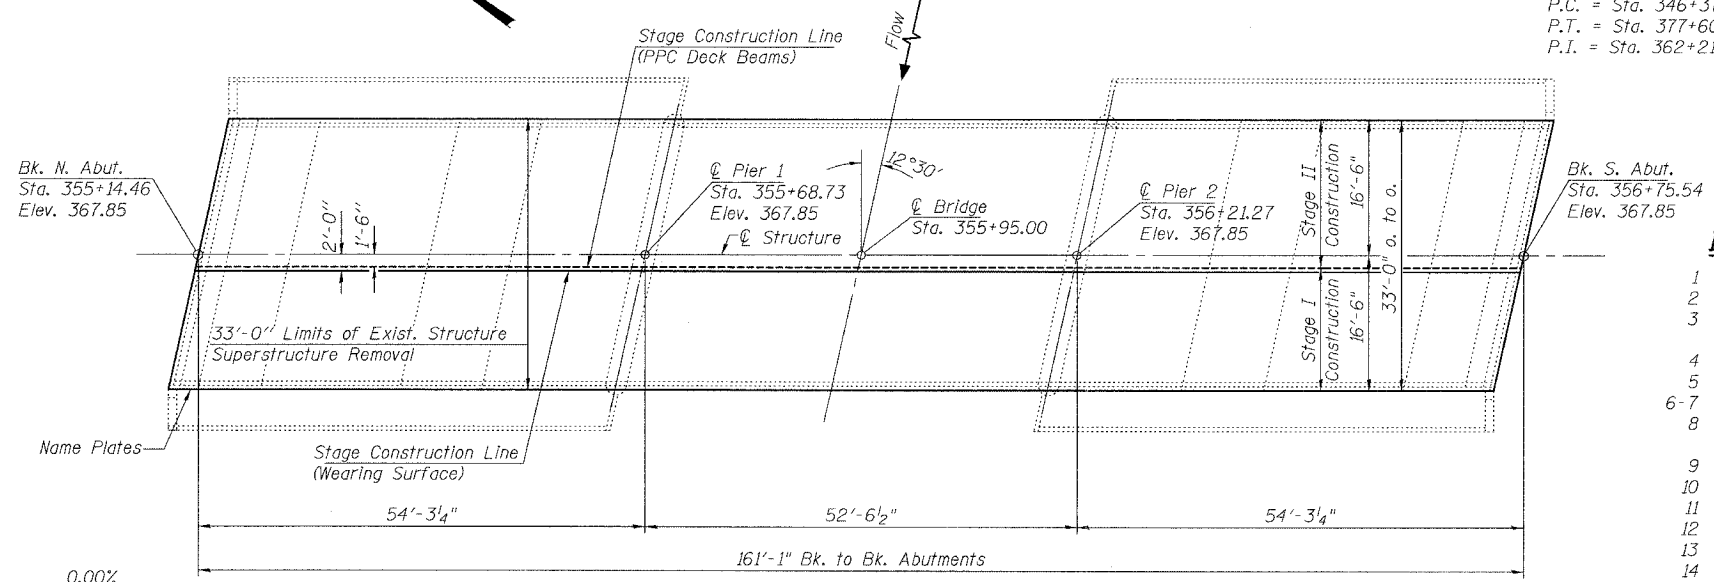 P.C. = Sta. 346+3
P.T. = Sta. 377+60
P.I. = Sta. 362+21
Stage Construction Line
(PPC Deck Beams)
Flow
Bk. N. Abut.
Sta. 355+14.46
Elev. 367.85
2'-0"
1'-6"
℄ Pier 1
Sta. 355+68.73
Elev. 367.85
℄ Structure
12°30'
℄ Bridge
Sta. 355+95.00
℄ Pier 2
Sta. 356+21.27
Elev. 367.85
Stage II
Construction
16'-6"
33'-0" o. to o.
Stage I
Construction
16'-6"
Bk. S. Abut.
Sta. 356+75.54
Elev. 367.85
33'-0" Limits of Exist. Structure
Superstructure Removal
Name Plates
Stage Construction Line
(Wearing Surface)
54'-3¼"
52'-6½"
54'-3¼"
161'-1" Bk. to Bk. Abutments
0.00%
1
2
3
4
5
6-7
8
9
10
11
12
13
14